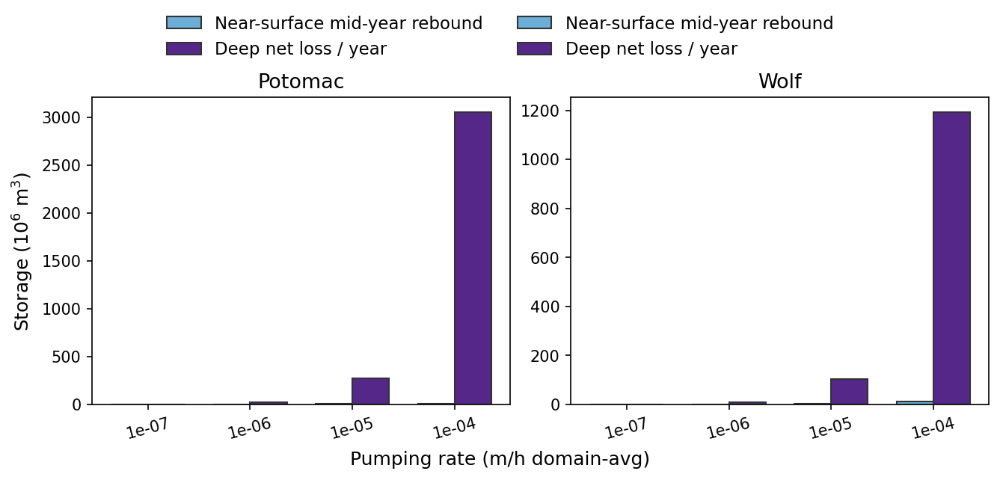 Near-surface mid-year rebound
Deep net loss / year
Near-surface mid-year rebound
Deep net loss / year
Potomac
Storage (10⁶ m³)
3000
2500
2000
1500
1000
500
0
1e-07
1e-06
1e-05
1e-04
Wolf
1200
1000
800
600
400
200
0
1e-07
1e-06
1e-05
1e-04
Pumping rate (m/h domain-avg)